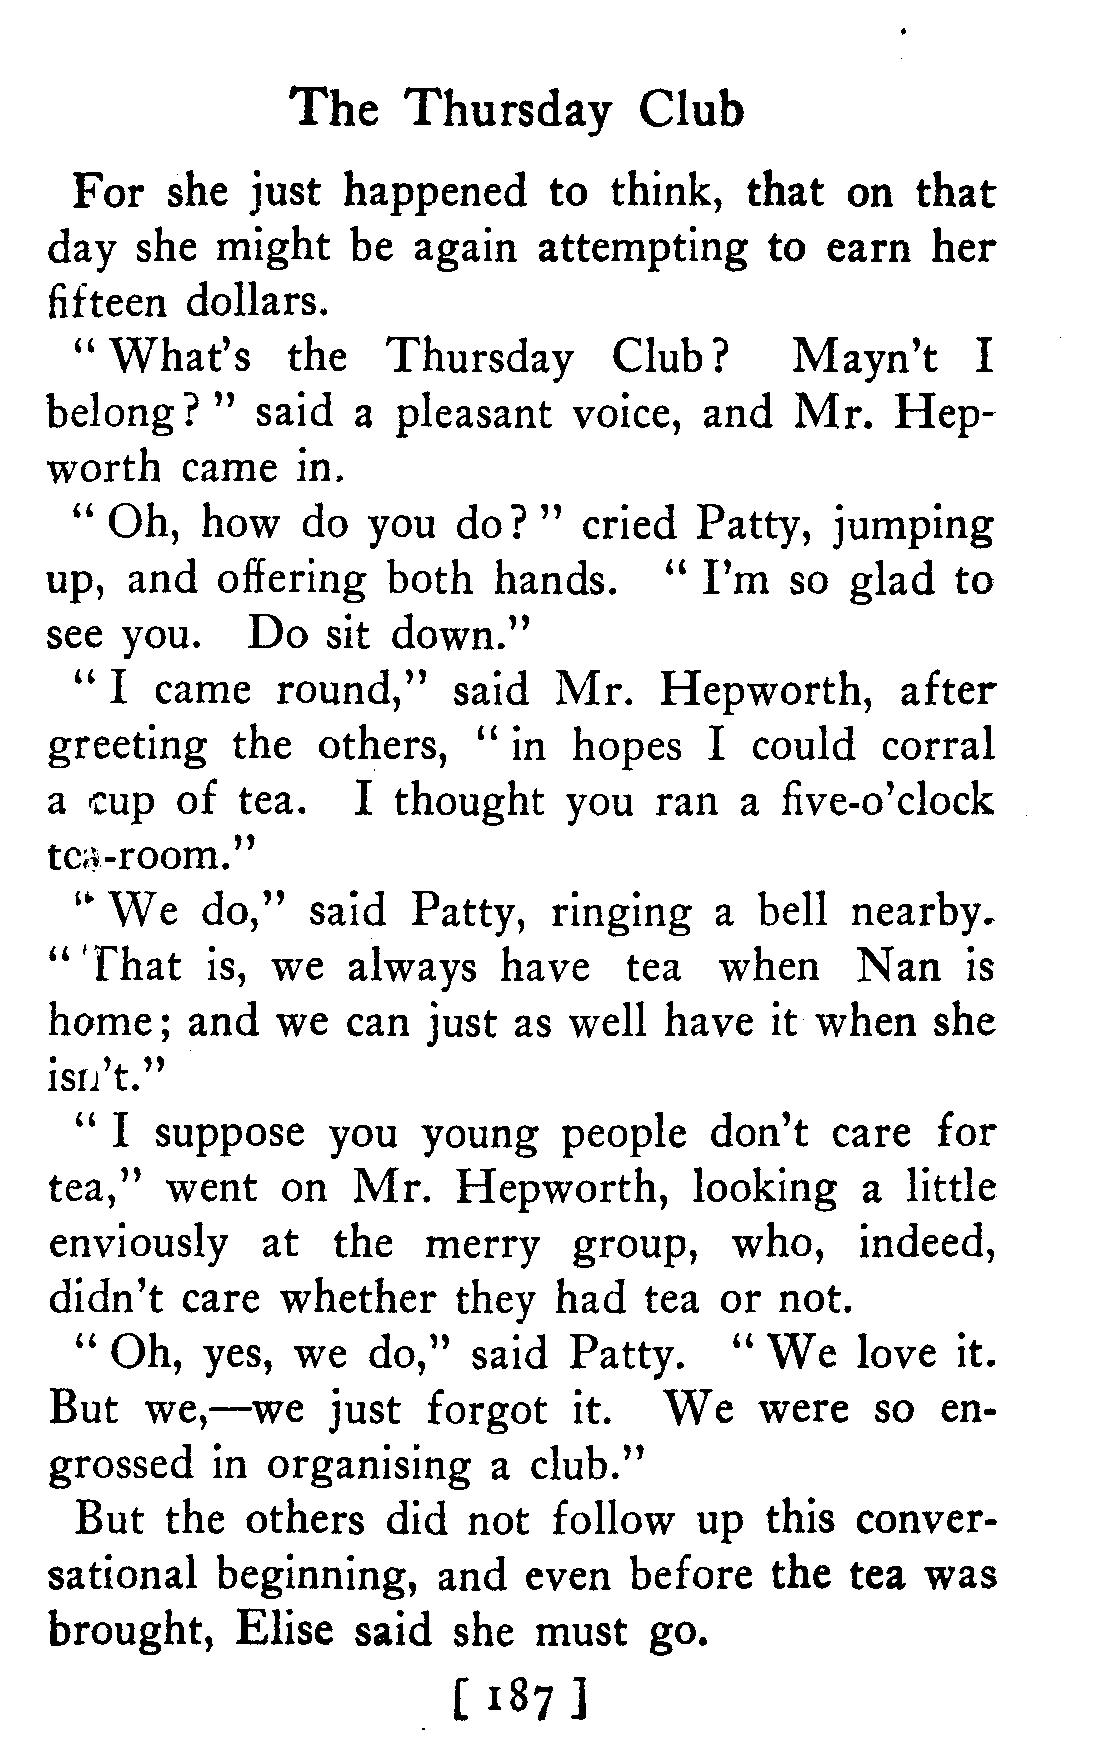 The Thursday Club
For she just happened to think, that on that
day she might be again attempting to earn her
fifteen dollars.
" What's the Thursday Club? Mayn't I
belong? " said a pleasant voice, and Mr. Hep-
worth came in.
" Oh, how do you do? " cried Patty, jumping
up, and offering both hands. " I'm so glad to
see you. Do sit down."
" I came round," said Mr. Hepworth, after
greeting the others, " in hopes I could corral
a cup of tea. I thought you ran a five-o'clock
tea-room."
" We do," said Patty, ringing a bell nearby.
" That is, we always have tea when Nan is
home; and we can just as well have it when she
isn't."
" I suppose you young people don't care for
tea," went on Mr. Hepworth, looking a little
enviously at the merry group, who, indeed,
didn't care whether they had tea or not.
" Oh, yes, we do," said Patty. " We love it.
But we,—we just forgot it. We were so en-
grossed in organising a club."
But the others did not follow up this conver-
sational beginning, and even before the tea was
brought, Elise said she must go.
[ 187 ]